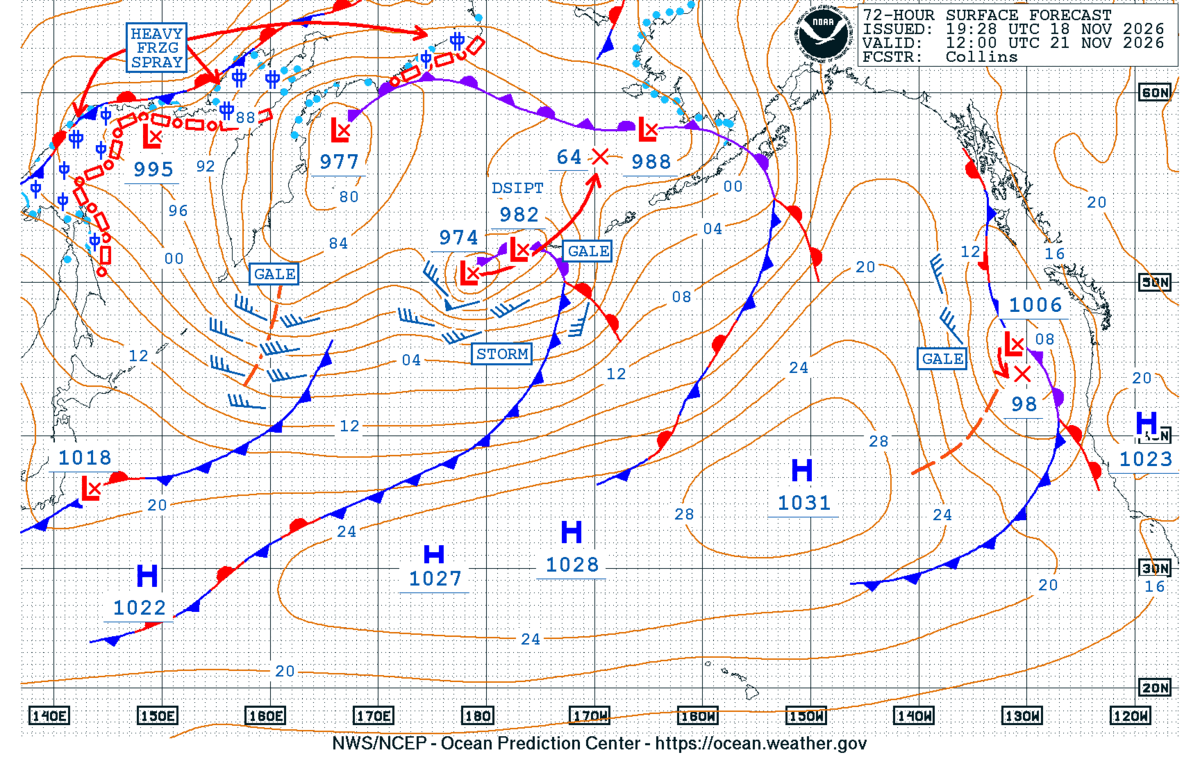 72-HOUR SURFACE FORECAST
ISSUED: 19:28 UTC 18 NOV 2026
VALID: 12:00 UTC 21 NOV 2026
FCSTR: Collins
NOAA
HEAVY
FRZG
SPRAY
60N
88
995
92
977
64
988
DSIPT
982
00
80
96
20
974
04
84
GALE
12
16
00
GALE
20
50N
08
1006
08
STORM
GALE
12
04
24
12
20
98
12
28
40N
1018
1023
1031
20
28
24
24
1028
30N
1027
20
16
1022
24
20
20N
140E
150E
160E
170E
180
170W
160W
150W
140W
130W
120W
NWS/NCEP - Ocean Prediction Center - https://ocean.weather.gov